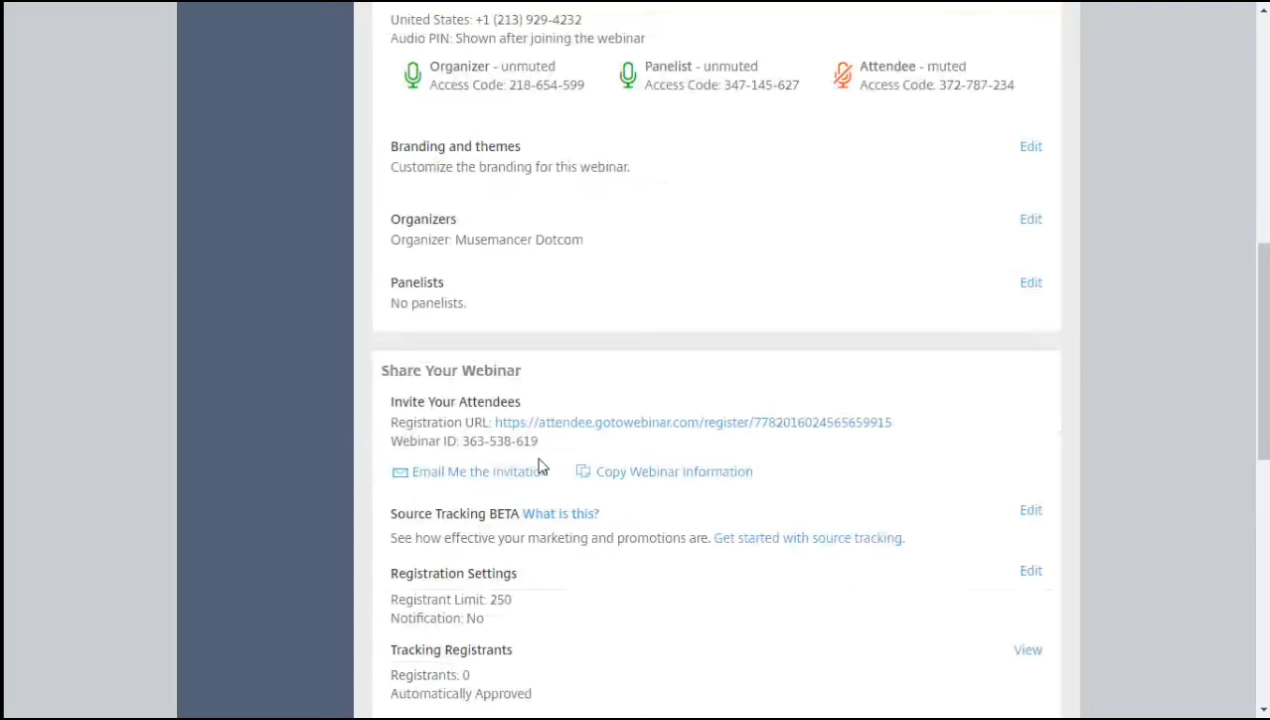 United States: +1 (213) 929-4232
Audio PIN: Shown after joining the webinar
Organizer - unmuted
Access Code: 218-654-599
Panelist - unmuted
Access Code: 347-145-627
Attendee - muted
Access Code: 372-787-234
Branding and themes
Edit
Customize the branding for this webinar.
Organizers
Edit
Organizer: Musemancer Dotcom
Panelists
Edit
No panelists.
Share Your Webinar
Invite Your Attendees
Registration URL: https://attendee.gotowebinar.com/register/7782016024565659915
Webinar ID: 363-538-619
Email Me the Invitation
Copy Webinar Information
Source Tracking BETA What is this?
Edit
See how effective your marketing and promotions are. Get started with source tracking.
Registration Settings
Edit
Registrant Limit: 250
Notification: No
Tracking Registrants
View
Registrants: 0
Automatically Approved